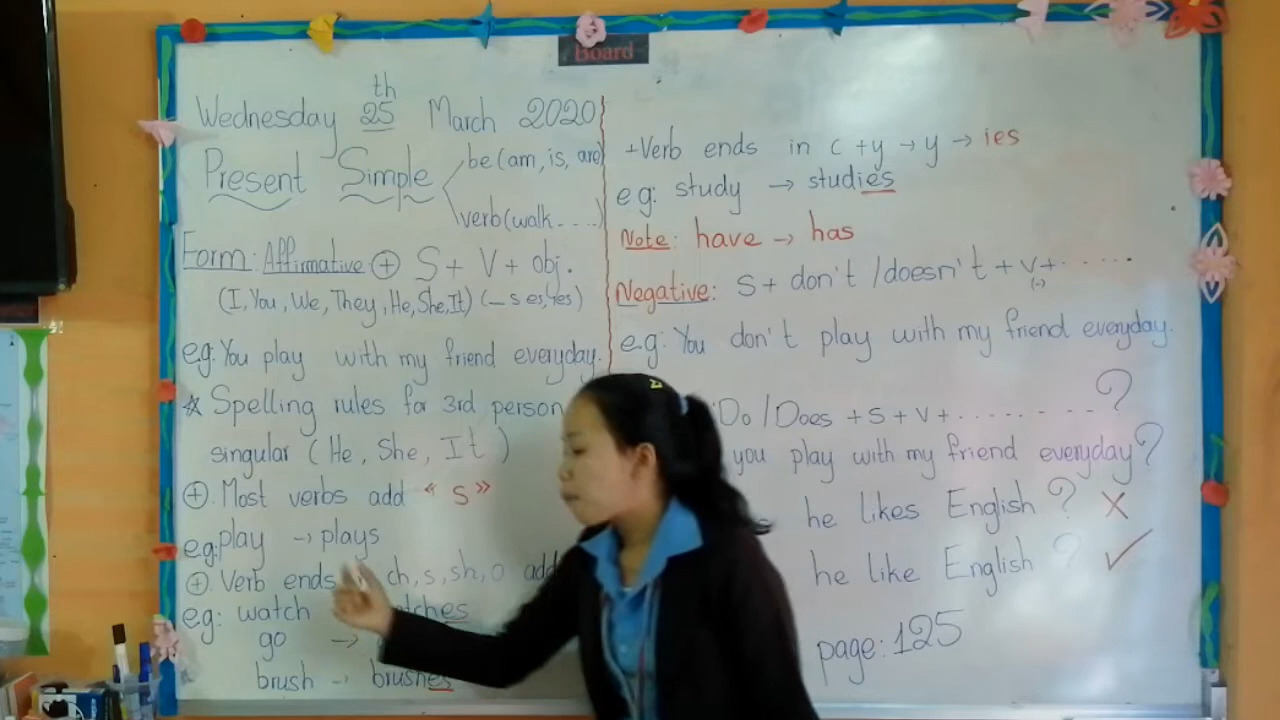 Board
Wednesday 25th March 2020
Present Simple
be (am, is, are)
verb (walk - - - -)
Form: Affirmative ⊕ S + V + obj.
(I, You, We, They, He, She, It) (_ s es, ies)
e.g: You play with my friend everyday.
☆ Spelling rules for 3rd person
singular (He, She, It)
⊕. Most verbs add "s"
eg: play → plays
⊕ Verb ends ch, s, sh, o add
eg: watch tches
go →
brush → brushes
+Verb ends in c + y → y → ies
eg: study → studies
Note: have → has
Negative: S + don't / doesn't + V + . . . . . .
(-)
e.g: You don't play with my friend everyday.
Do / Does + S + V + . . . . . . - - - - ?
you play with my friend everyday?
he likes English ? ✗
he like English ? ✓
page: 125